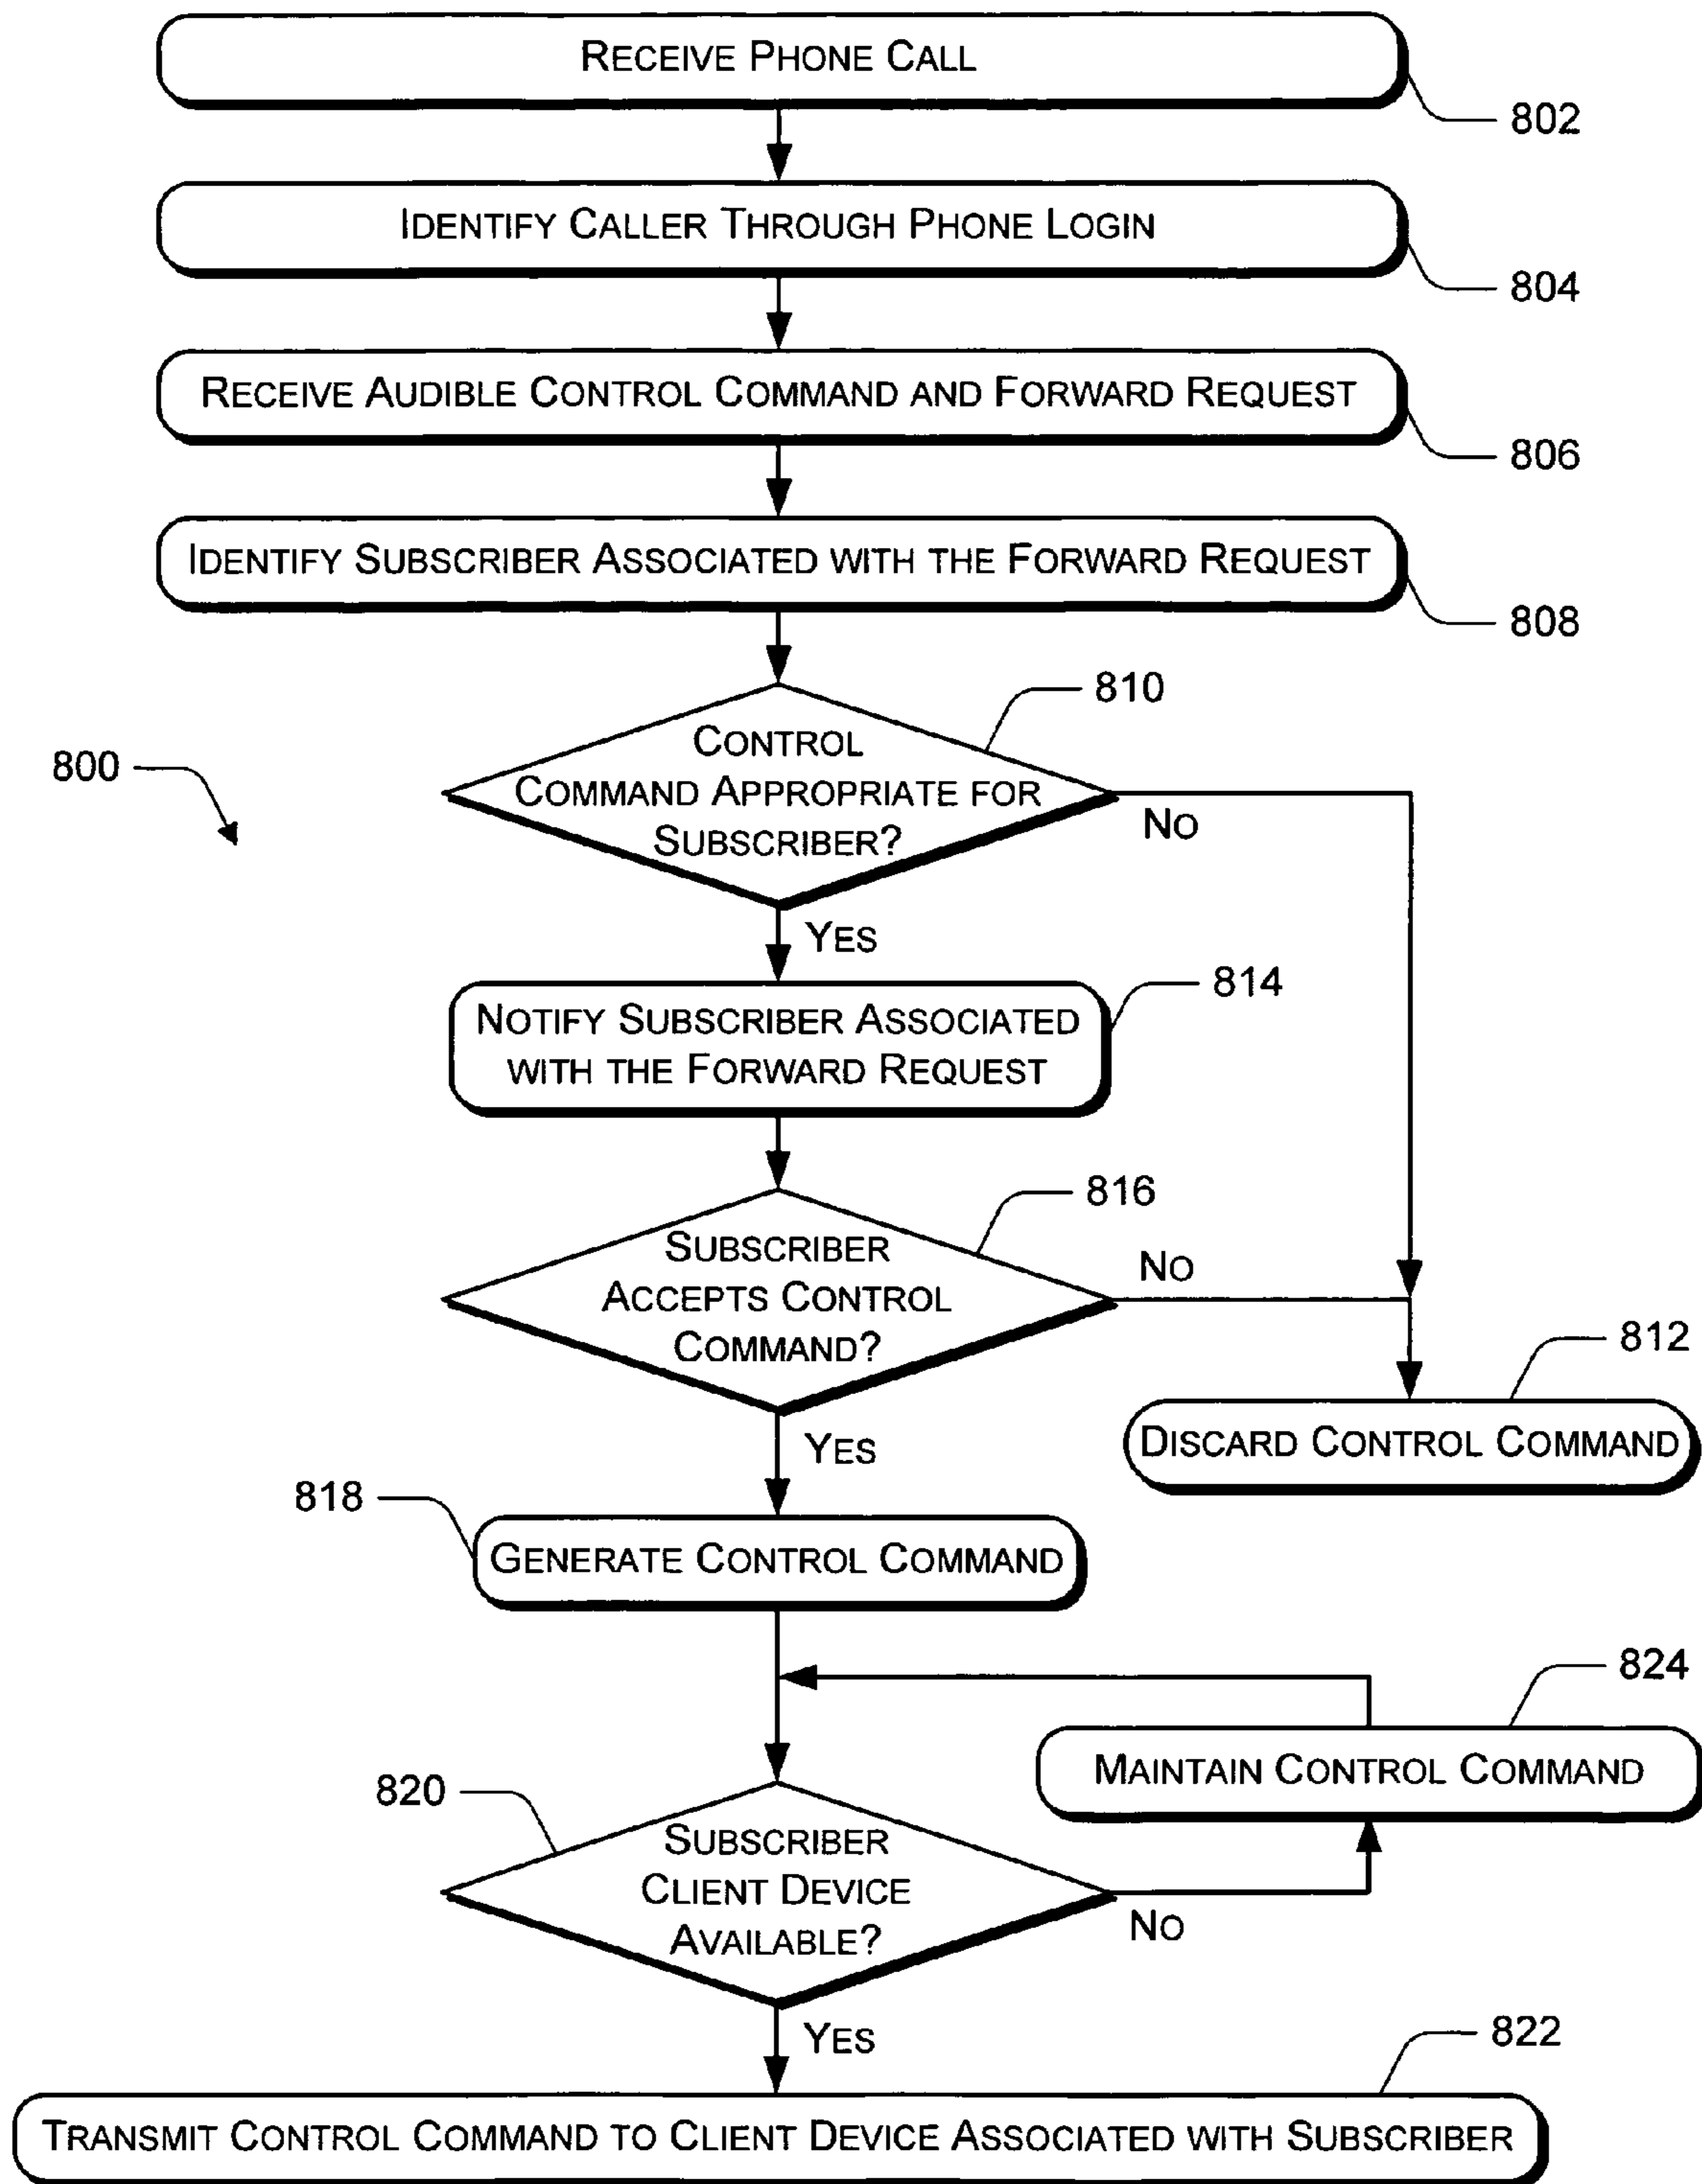 RECEIVE PHONE CALL
802
IDENTIFY CALLER THROUGH PHONE LOGIN
804
RECEIVE AUDIBLE CONTROL COMMAND AND FORWARD REQUEST
806
IDENTIFY SUBSCRIBER ASSOCIATED WITH THE FORWARD REQUEST
808
810
800
CONTROL
COMMAND APPROPRIATE FOR
SUBSCRIBER?
NO
YES
814
NOTIFY SUBSCRIBER ASSOCIATED
WITH THE FORWARD REQUEST
816
SUBSCRIBER
ACCEPTS CONTROL
COMMAND?
NO
812
DISCARD CONTROL COMMAND
YES
818
GENERATE CONTROL COMMAND
824
MAINTAIN CONTROL COMMAND
820
SUBSCRIBER
CLIENT DEVICE
AVAILABLE?
NO
YES
822
TRANSMIT CONTROL COMMAND TO CLIENT DEVICE ASSOCIATED WITH SUBSCRIBER